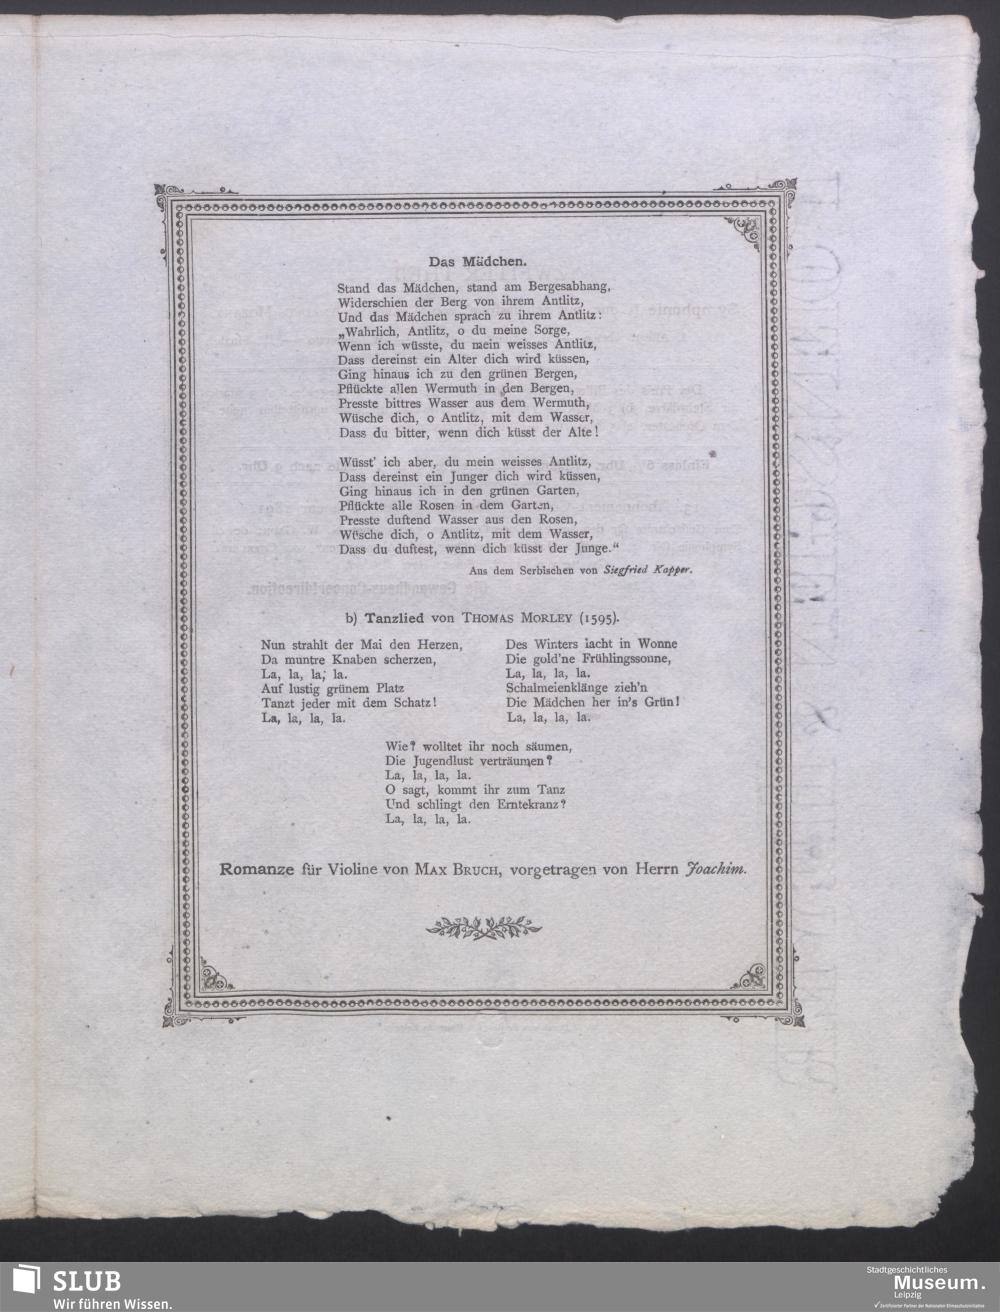 Das Mädchen.
Stand das Mädchen, stand am Bergesabhang,
Widerschien der Berg von ihrem Antlitz,
Und das Mädchen sprach zu ihrem Antlitz:
„Wahrlich, Antlitz, o du meine Sorge,
Wenn ich wüsste, du mein weisses Antlitz,
Dass dereinst ein Alter dich wird küssen,
Ging hinaus ich zu den grünen Bergen,
Pflückte allen Wermuth in den Bergen,
Presste bittres Wasser aus dem Wermuth,
Wüsche dich, o Antlitz, mit dem Wasser,
Dass du bitter, wenn dich küsst der Alte!
Wüsst' ich aber, du mein weisses Antlitz,
Dass dereinst ein Junger dich wird küssen,
Ging hinaus ich in den grünen Garten,
Pflückte alle Rosen in dem Garten,
Presste duftend Wasser aus den Rosen,
Wüsche dich, o Antlitz, mit dem Wasser,
Dass du duftest, wenn dich küsst der Junge.“
Aus dem Serbischen von Siegfried Kapper.
b) Tanzlied von THOMAS MORLEY (1595).
Nun strahlt der Mai den Herzen,
Da muntre Knaben scherzen,
La, la, la, la.
Auf lustig grünem Platz
Tanzt jeder mit dem Schatz!
La, la, la, la.
Des Winters lacht in Wonne
Die gold'ne Frühlingssonne,
La, la, la, la.
Schalmeienklänge zieh'n
Die Mädchen her in's Grün!
La, la, la, la.
Wie? wolltet ihr noch säumen,
Die Jugendlust verträumen?
La, la, la, la.
O sagt, kommt ihr zum Tanz
Und schlingt den Erntekranz?
La, la, la, la.
Romanze für Violine von MAX BRUCH, vorgetragen von Herrn Joachim.
SLUB
Wir führen Wissen.
Stadtgeschichtliches
Museum.
Leipzig
Zertifizierter Partner der Nationalen Klimaschutzinitiative